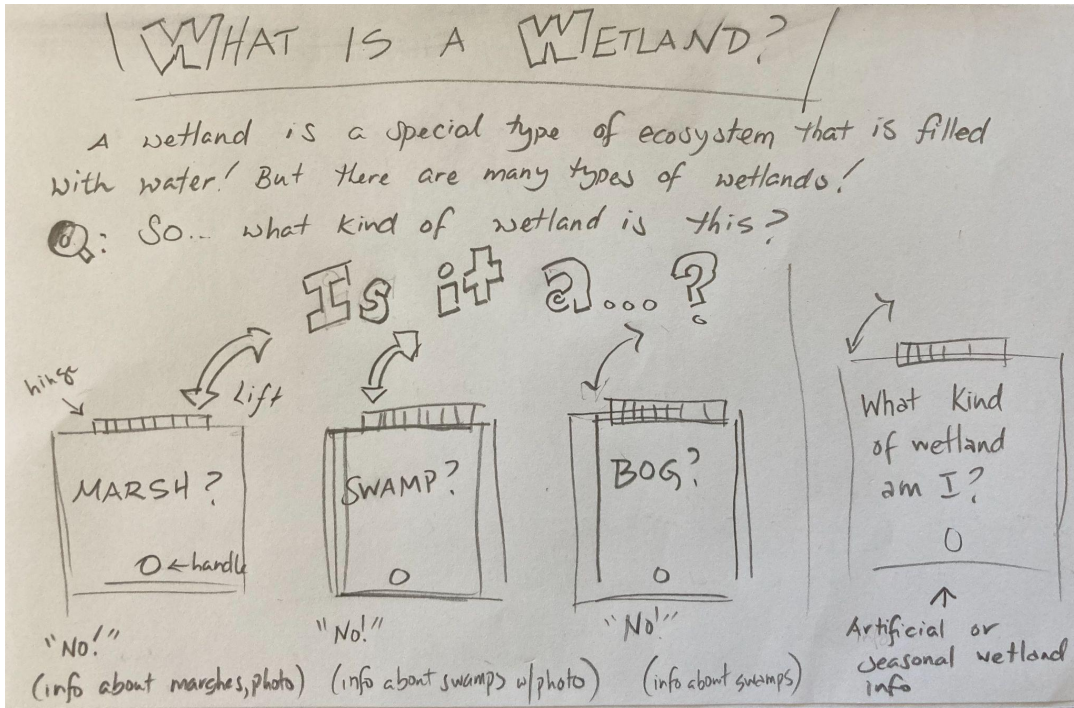 WHAT IS A WETLAND?
A wetland is a special type of ecosystem that is filled
with water! But there are many types of wetlands!
: So... what kind of wetland is this?
Is it a...?
hinge
Lift
MARSH?
O ← handle
"No!"
(info about marshes, photo)
SWAMP?
"No!"
(info about swamps w/photo)
BOG?
"No!"
(info about swamps)
What kind
of wetland
am I?
Artificial or
seasonal wetland
info